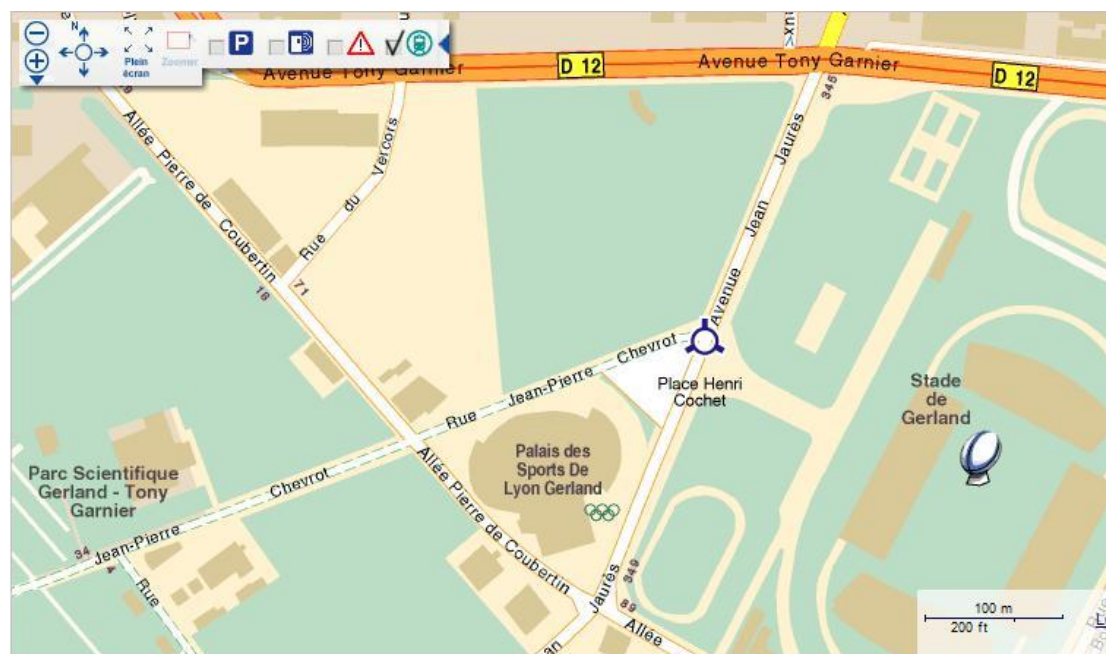 N
Plein
écran
Zoomer
P
Avenue Tony Garnier
D 12
Avenue Tony Garnier
D 12
345
Allée Pierre de Coubertin
Rue du Vercors
Avenue Jean Jaurès
18
71
Rue Jean-Pierre Chevrot
Place Henri
Cochet
Stade
de
Gerland
Palais des
Sports De
Lyon Gerland
Parc Scientifique
Gerland - Tony
Garnier
Chevrot
Jean-Pierre
34
4
Rue
Allée Pierre de Coubertin
Jaurès
349
89
Allée
100 m
200 ft